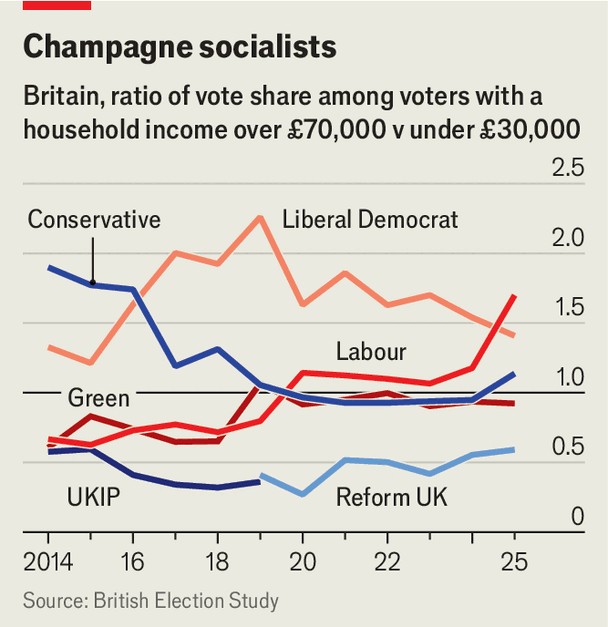 Champagne socialists
Britain, ratio of vote share among voters with a
household income over £70,000 v under £30,000
2.5
Conservative
Liberal Democrat
2.0
1.5
Labour
1.0
Green
0.5
UKIP
Reform UK
0
2014 16 18 20 22 25
Source: British Election Study